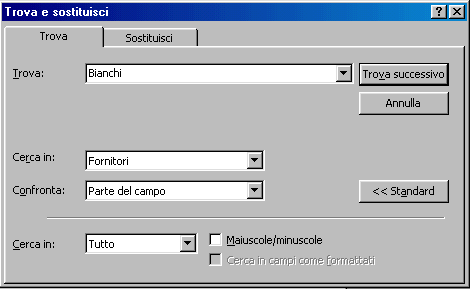 Trova e sostituisci
Trova Sostituisci
Trova: Bianchi Trova successivo
Annulla
Cerca in: Fornitori
Confronta: Parte del campo << Standard
Cerca in: Tutto Maiuscole/minuscole
Cerca in campi come formattati